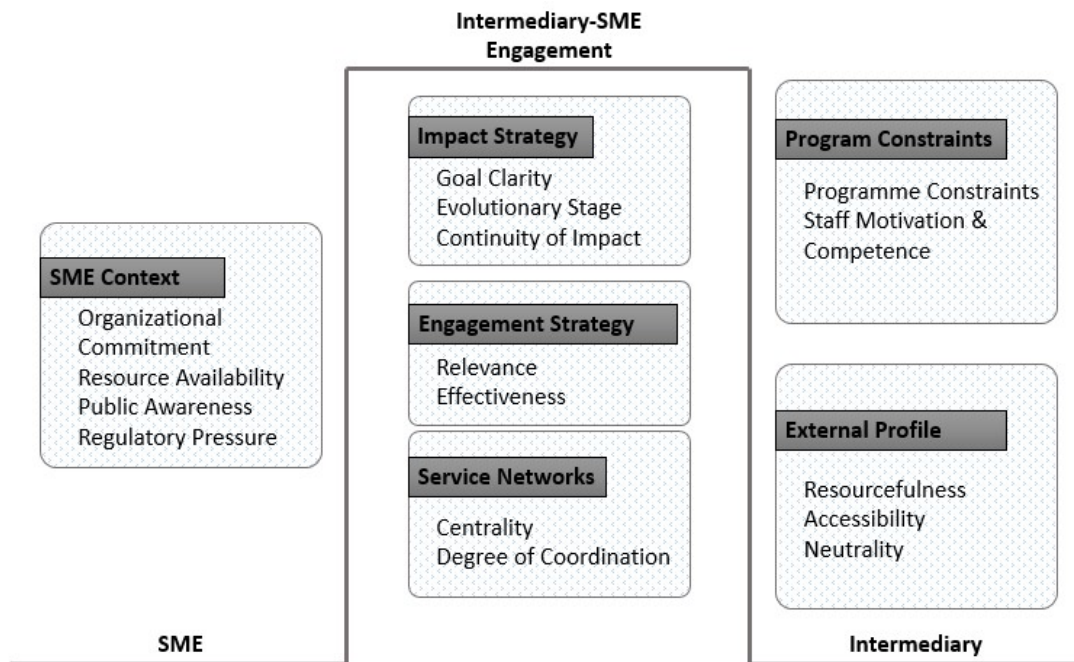 Intermediary-SME
Engagement
SME Context
Organizational
Commitment
Resource Availability
Public Awareness
Regulatory Pressure
SME
Impact Strategy
Goal Clarity
Evolutionary Stage
Continuity of Impact
Engagement Strategy
Relevance
Effectiveness
Service Networks
Centrality
Degree of Coordination
Program Constraints
Programme Constraints
Staff Motivation &
Competence
External Profile
Resourcefulness
Accessibility
Neutrality
Intermediary